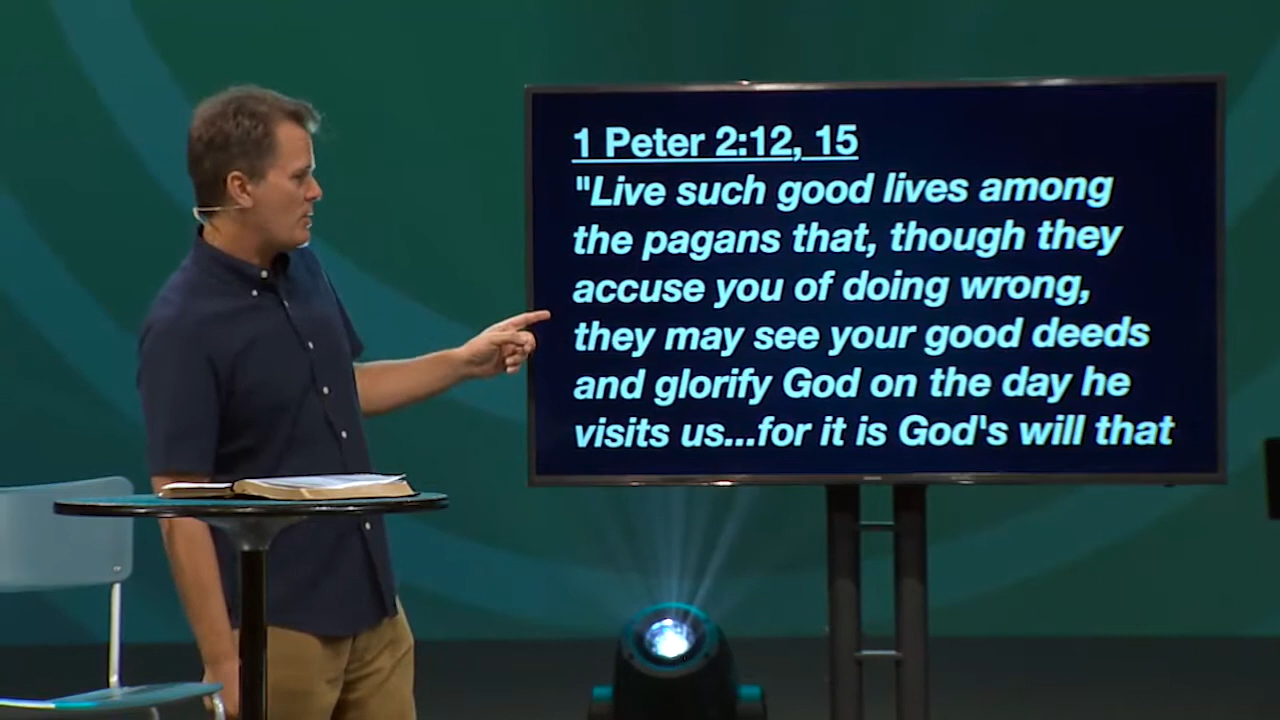 1 Peter 2:12, 15
"Live such good lives among
the pagans that, though they
accuse you of doing wrong,
they may see your good deeds
and glorify God on the day he
visits us...for it is God's will that